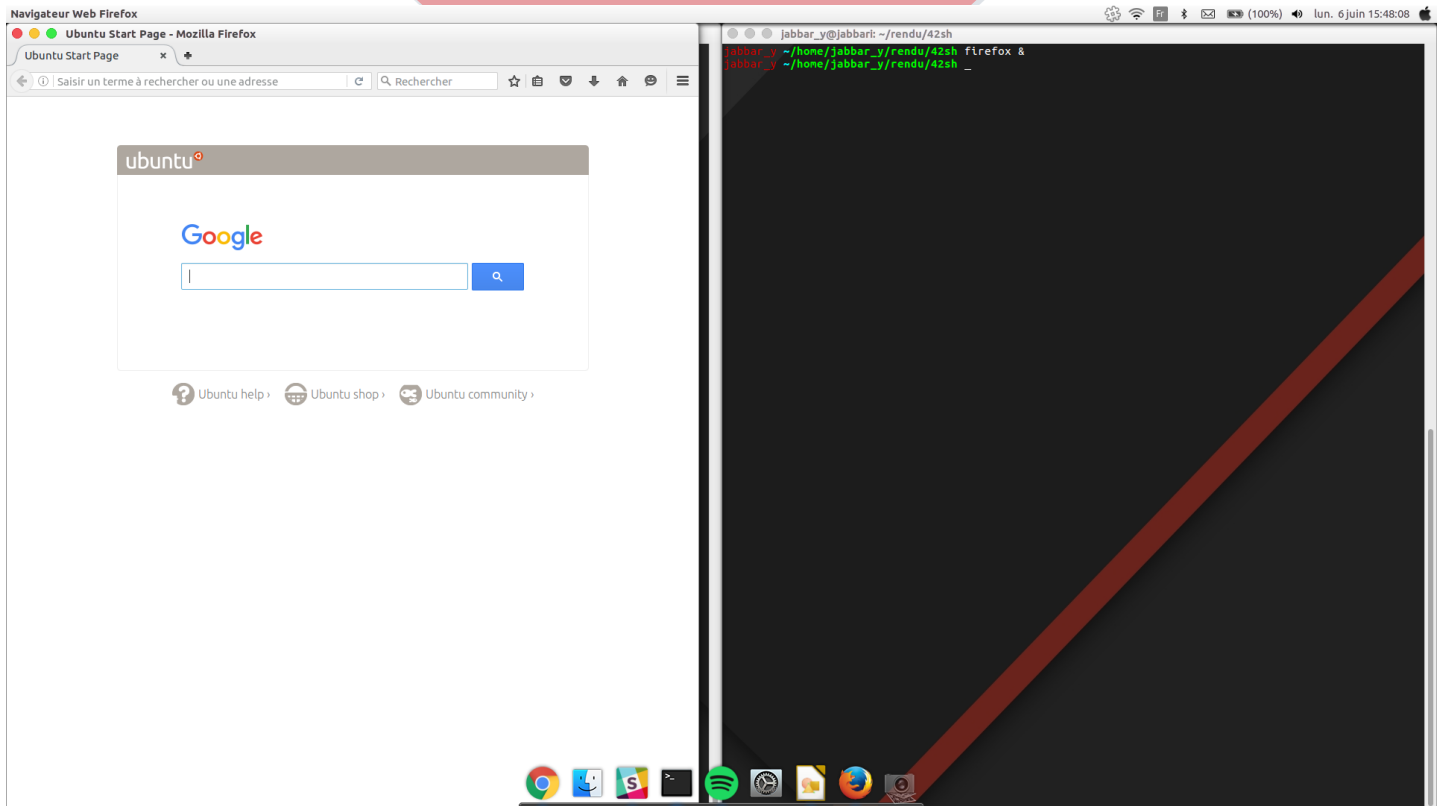 Navigateur Web Firefox
Fr (100%) lun. 6 juin 15:48:08
Ubuntu Start Page - Mozilla Firefox
Ubuntu Start Page
Saisir un terme à rechercher ou une adresse
Rechercher
ubuntu
Google
Ubuntu help ›
Ubuntu shop ›
Ubuntu community ›
jabbar_y@jabbari: ~/rendu/42sh
jabbar_y ~/home/jabbar_y/rendu/42sh firefox &
jabbar_y ~/home/jabbar_y/rendu/42sh _
S
>_